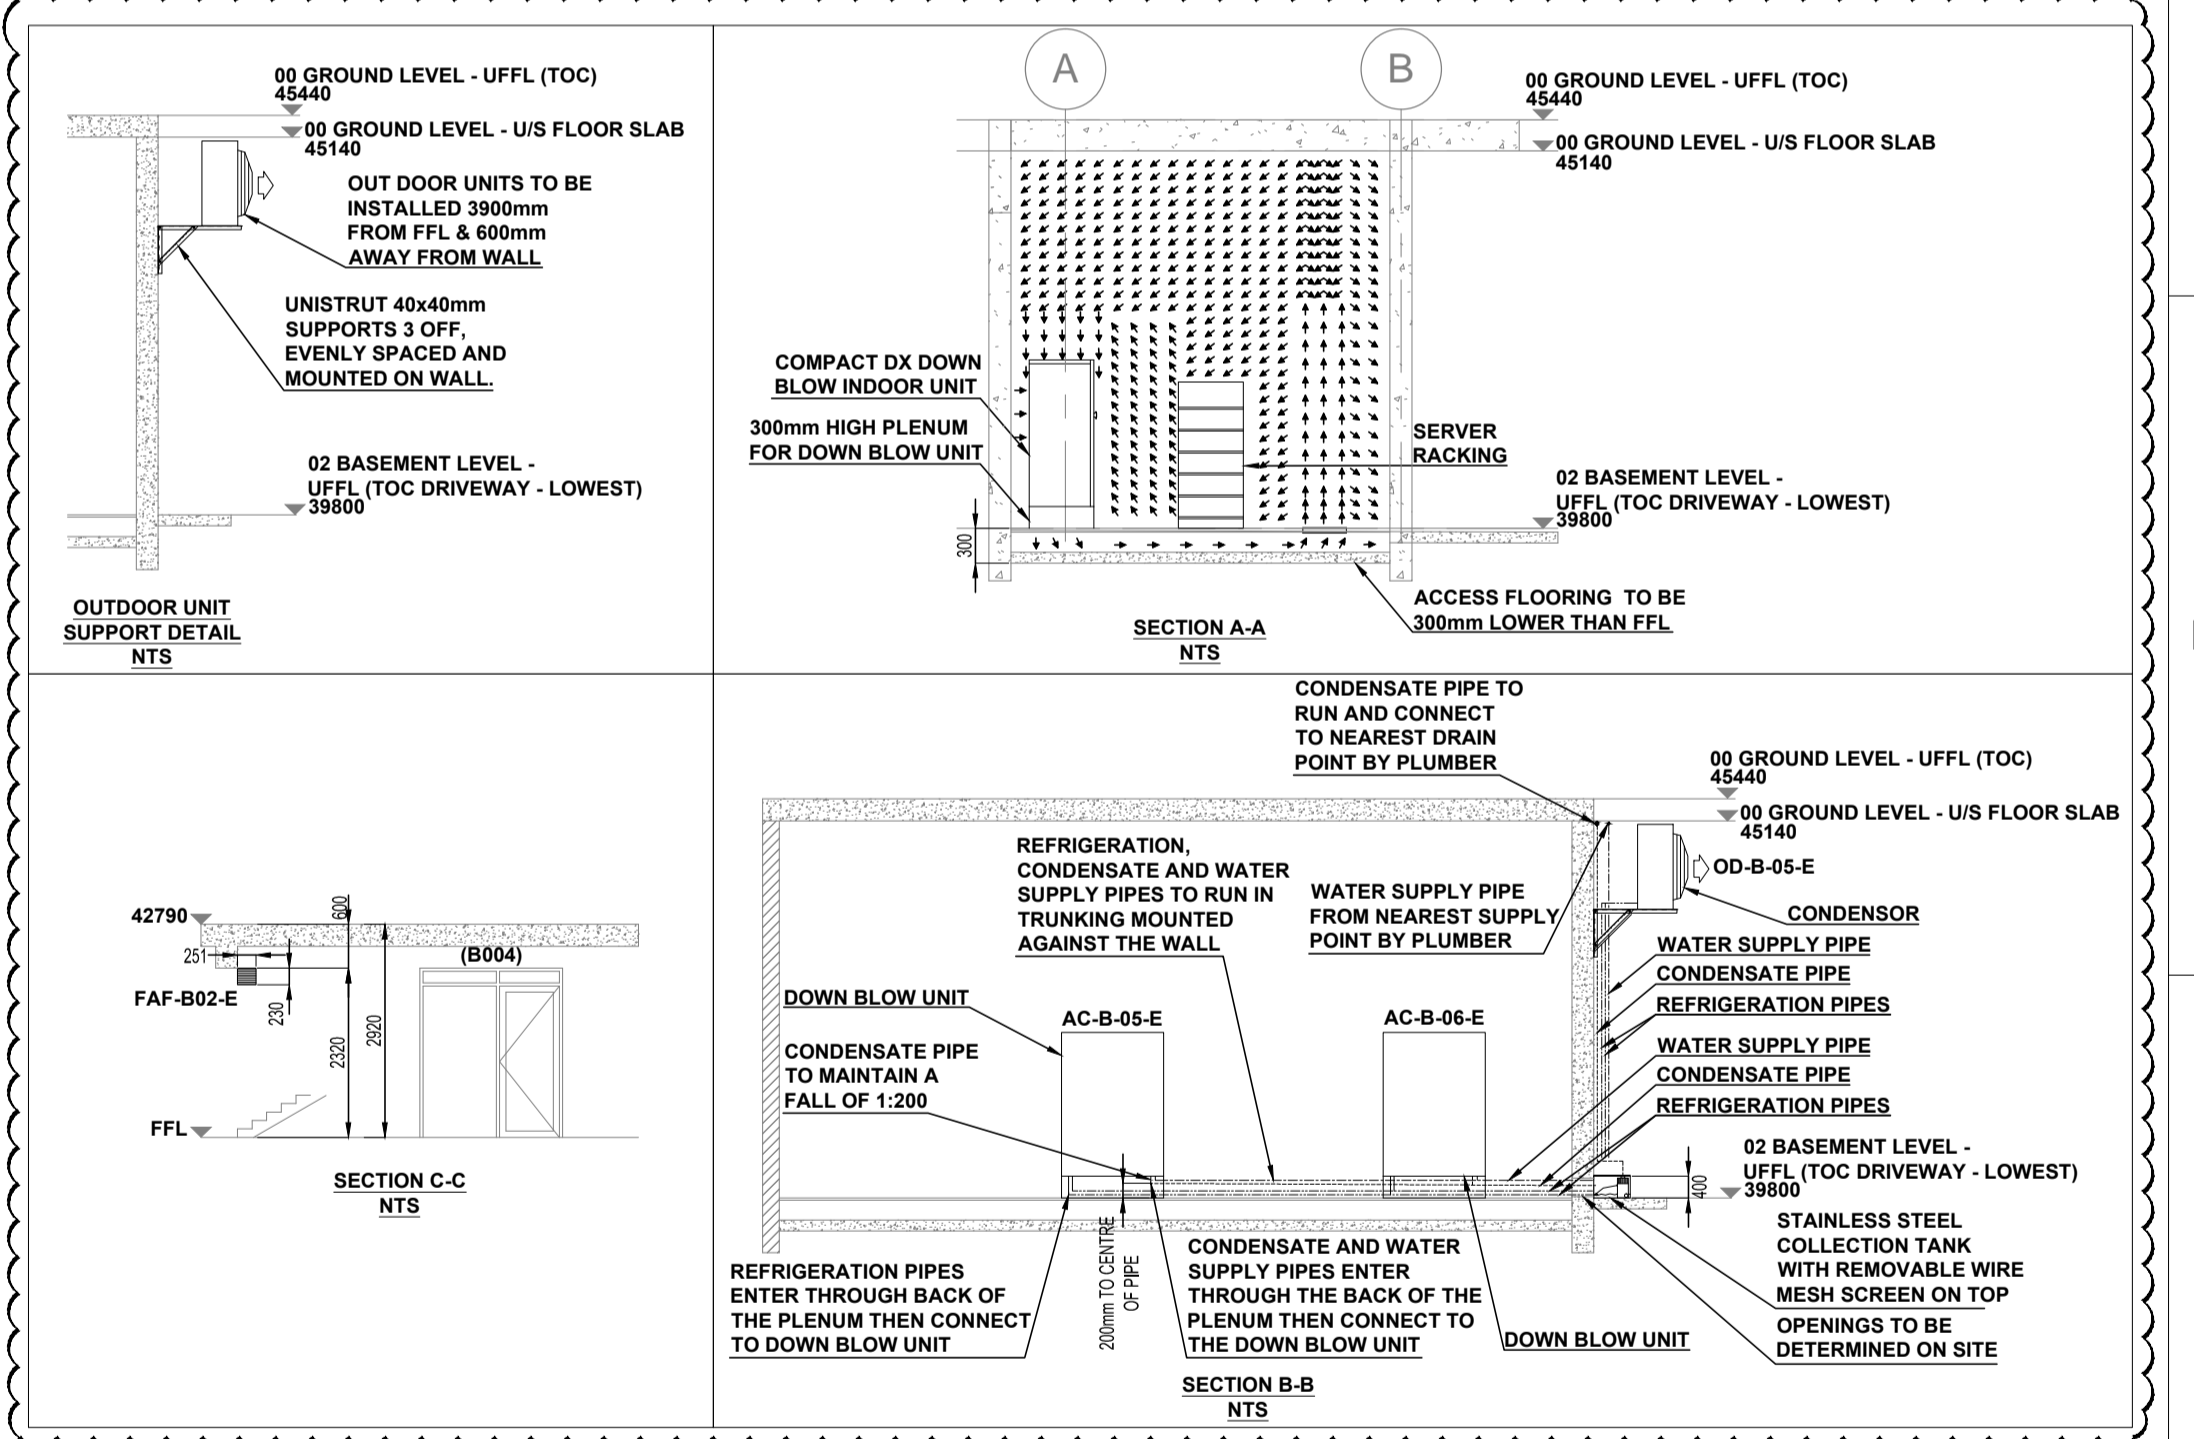 00 GROUND LEVEL - UFFL (TOC)
45440
00 GROUND LEVEL - U/S FLOOR SLAB
45140
OUT DOOR UNITS TO BE
INSTALLED 3900mm
FROM FFL & 600mm
AWAY FROM WALL
UNISTRUT 40x40mm
SUPPORTS 3 OFF,
EVENLY SPACED AND
MOUNTED ON WALL.
02 BASEMENT LEVEL -
UFFL (TOC DRIVEWAY - LOWEST)
39800
OUTDOOR UNIT
SUPPORT DETAIL
NTS
A
B
00 GROUND LEVEL - UFFL (TOC)
45440
00 GROUND LEVEL - U/S FLOOR SLAB
45140
COMPACT DX DOWN
BLOW INDOOR UNIT
300mm HIGH PLENUM
FOR DOWN BLOW UNIT
SERVER
RACKING
02 BASEMENT LEVEL -
UFFL (TOC DRIVEWAY - LOWEST)
39800
300
ACCESS FLOORING TO BE
300mm LOWER THAN FFL
SECTION A-A
NTS
42790
600
251
(B004)
FAF-B02-E
230
2320
2920
FFL
SECTION C-C
NTS
CONDENSATE PIPE TO
RUN AND CONNECT
TO NEAREST DRAIN
POINT BY PLUMBER
00 GROUND LEVEL - UFFL (TOC)
45440
00 GROUND LEVEL - U/S FLOOR SLAB
45140
REFRIGERATION,
CONDENSATE AND WATER
SUPPLY PIPES TO RUN IN
TRUNKING MOUNTED
AGAINST THE WALL
WATER SUPPLY PIPE
FROM NEAREST SUPPLY
POINT BY PLUMBER
OD-B-05-E
CONDENSOR
WATER SUPPLY PIPE
CONDENSATE PIPE
REFRIGERATION PIPES
DOWN BLOW UNIT
AC-B-05-E
AC-B-06-E
CONDENSATE PIPE
TO MAINTAIN A
FALL OF 1:200
WATER SUPPLY PIPE
CONDENSATE PIPE
REFRIGERATION PIPES
02 BASEMENT LEVEL -
UFFL (TOC DRIVEWAY - LOWEST)
39800
400
STAINLESS STEEL
COLLECTION TANK
WITH REMOVABLE WIRE
MESH SCREEN ON TOP
OPENINGS TO BE
DETERMINED ON SITE
REFRIGERATION PIPES
ENTER THROUGH BACK OF
THE PLENUM THEN CONNECT
TO DOWN BLOW UNIT
200mm TO CENTRE
OF PIPE
CONDENSATE AND WATER
SUPPLY PIPES ENTER
THROUGH THE BACK OF THE
PLENUM THEN CONNECT TO
THE DOWN BLOW UNIT
DOWN BLOW UNIT
SECTION B-B
NTS